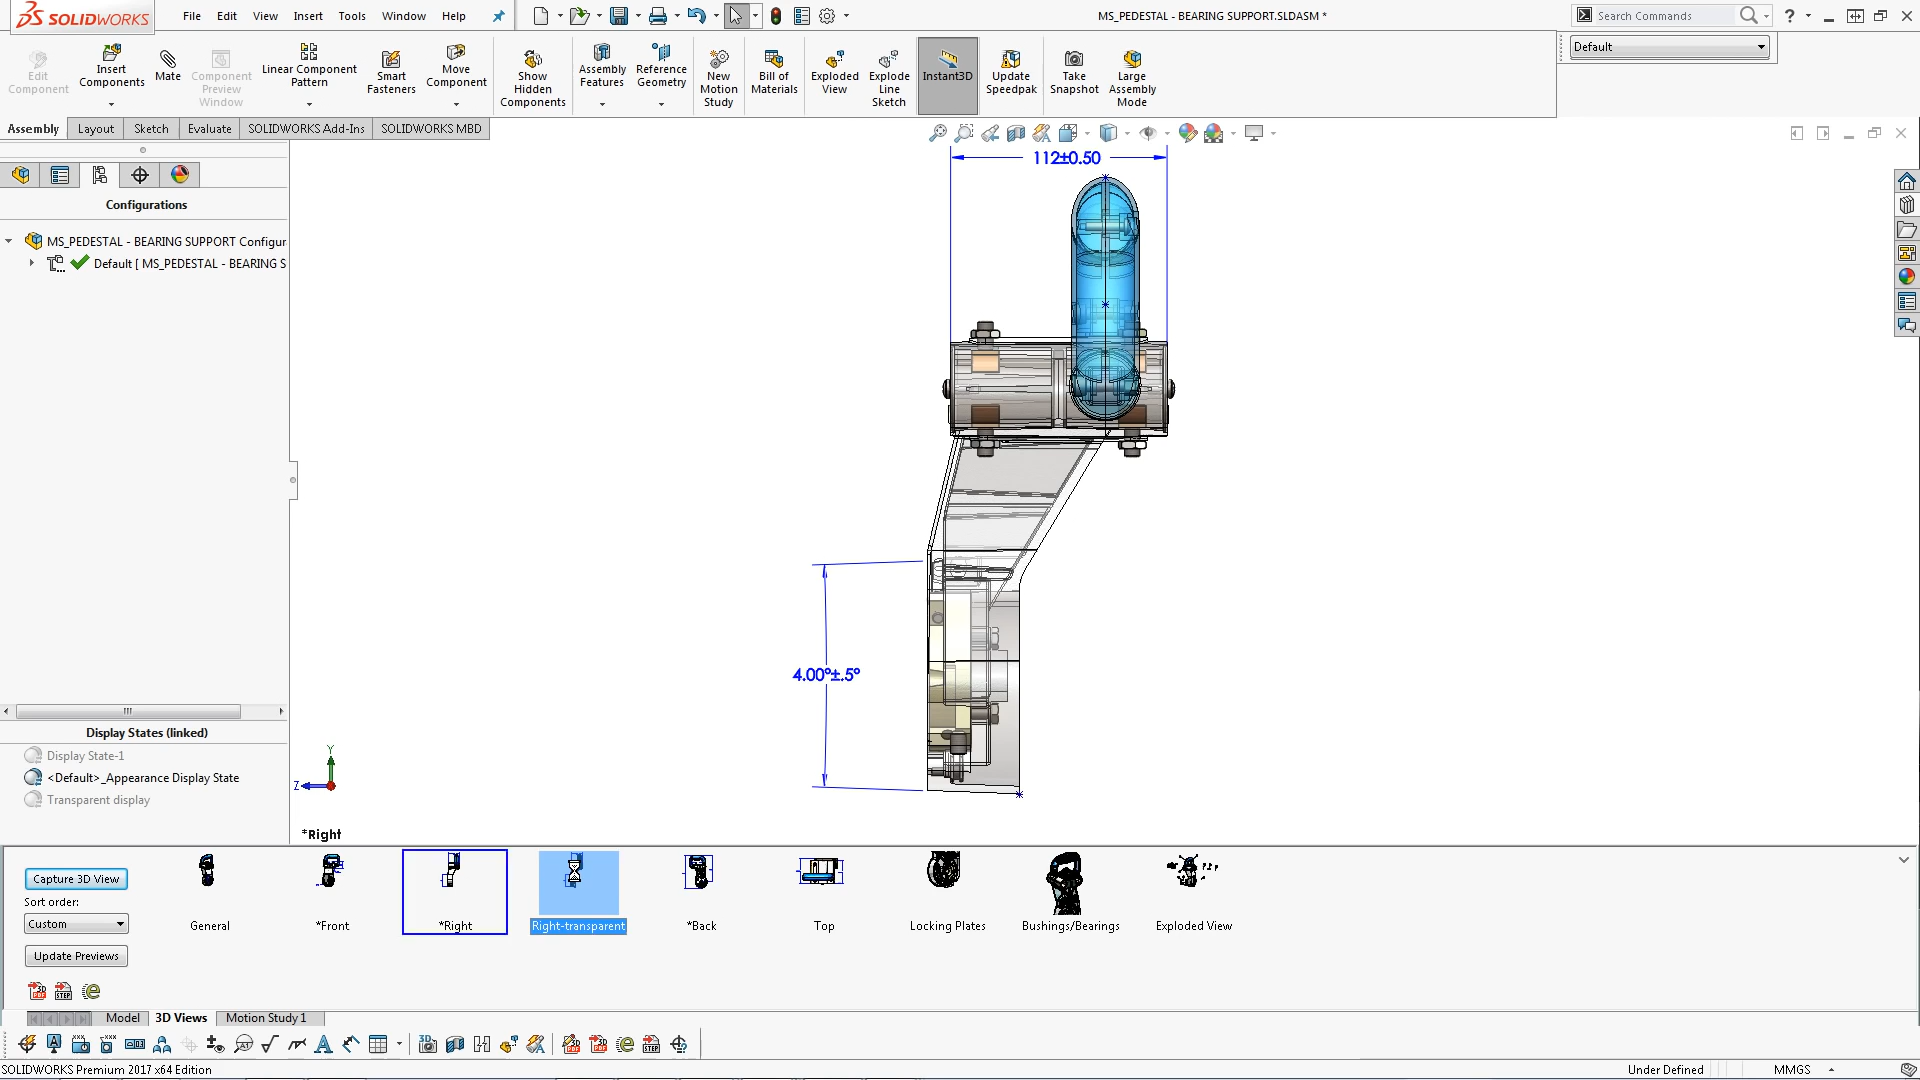 SOLIDWORKS
File Edit View Insert Tools Window Help
MS_PEDESTAL - BEARING SUPPORT.SLDASM *
Search Commands
?
Default
Edit Component
Insert Components
Mate
Component Preview Window
Linear Component Pattern
Smart Fasteners
Move Component
Show Hidden Components
Assembly Features
Reference Geometry
New Motion Study
Bill of Materials
Exploded View
Explode Line Sketch
Instant3D
Update Speedpak
Take Snapshot
Large Assembly Mode
Assembly Layout Sketch Evaluate SOLIDWORKS Add-Ins SOLIDWORKS MBD
112±0.50
Configurations
MS_PEDESTAL - BEARING SUPPORT Configur
Default [ MS_PEDESTAL - BEARING S
4.00°±.5°
Display States (linked)
Display State-1
<Default>_Appearance Display State
Transparent display
Y
Z
*Right
Capture 3D View
Sort order:
Custom
Update Previews
General *Front *Right Right-transparent *Back Top Locking Plates Bushings/Bearings Exploded View
Model 3D Views Motion Study 1
SOLIDWORKS Premium 2017 x64 Edition
Under Defined
MMGS